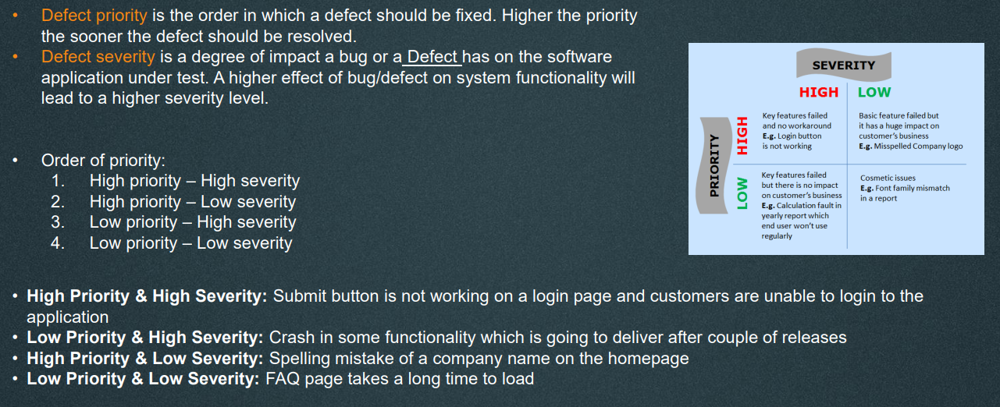 • Defect priority is the order in which a defect should be fixed. Higher the priority
the sooner the defect should be resolved.
• Defect severity is a degree of impact a bug or a Defect has on the software
application under test. A higher effect of bug/defect on system functionality will
lead to a higher severity level.
• Order of priority:
1. High priority – High severity
2. High priority – Low severity
3. Low priority – High severity
4. Low priority – Low severity
SEVERITY
HIGH LOW
PRIORITY
HIGH
Key features failed
and no workaround
E.g. Login button
is not working
Basic feature failed but
it has a huge impact on
customer's business
E.g. Misspelled Company logo
LOW
Key features failed
but there is no impact
on customer's business
E.g. Calculation fault in
yearly report which
end user won't use
regularly
Cosmetic issues
E.g. Font family mismatch
in a report
• High Priority & High Severity: Submit button is not working on a login page and customers are unable to login to the
application
• Low Priority & High Severity: Crash in some functionality which is going to deliver after couple of releases
• High Priority & Low Severity: Spelling mistake of a company name on the homepage
• Low Priority & Low Severity: FAQ page takes a long time to load